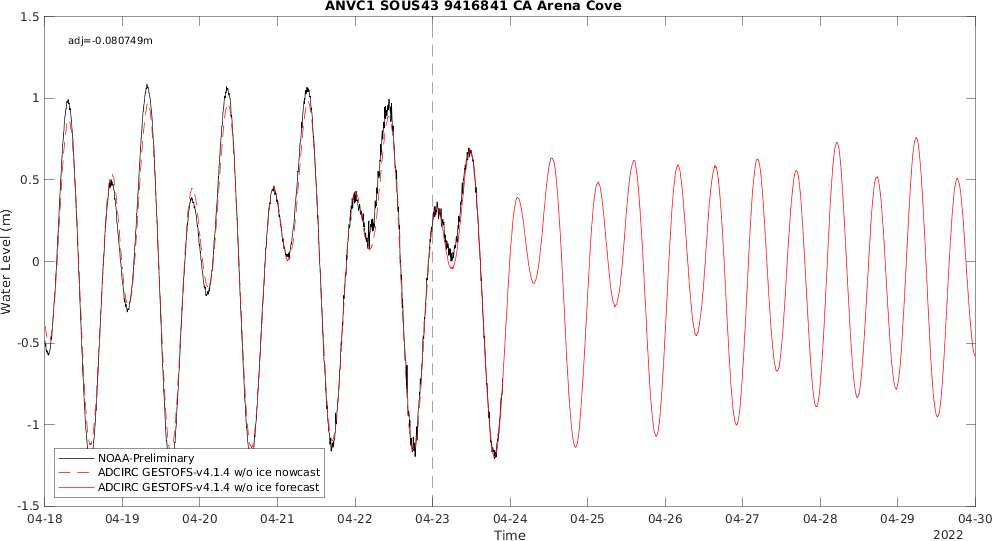 ANVC1 SOUS43 9416841 CA Arena Cove
adj=-0.080749m
1.5
1
0.5
0
-0.5
-1
-1.5
Water Level (m)
NOAA-Preliminary
ADCIRC GESTOFS-v4.1.4 w/o ice nowcast
ADCIRC GESTOFS-v4.1.4 w/o ice forecast
04-18 04-19 04-20 04-21 04-22 04-23 04-24 04-25 04-26 04-27 04-28 04-29 04-30
Time
2022